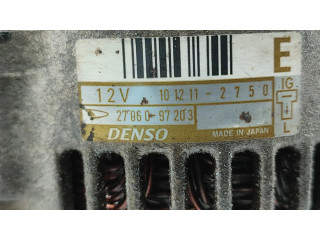 E
12V 101211-2750
IG
27060-97203
L
DENSO MADE IN JAPAN